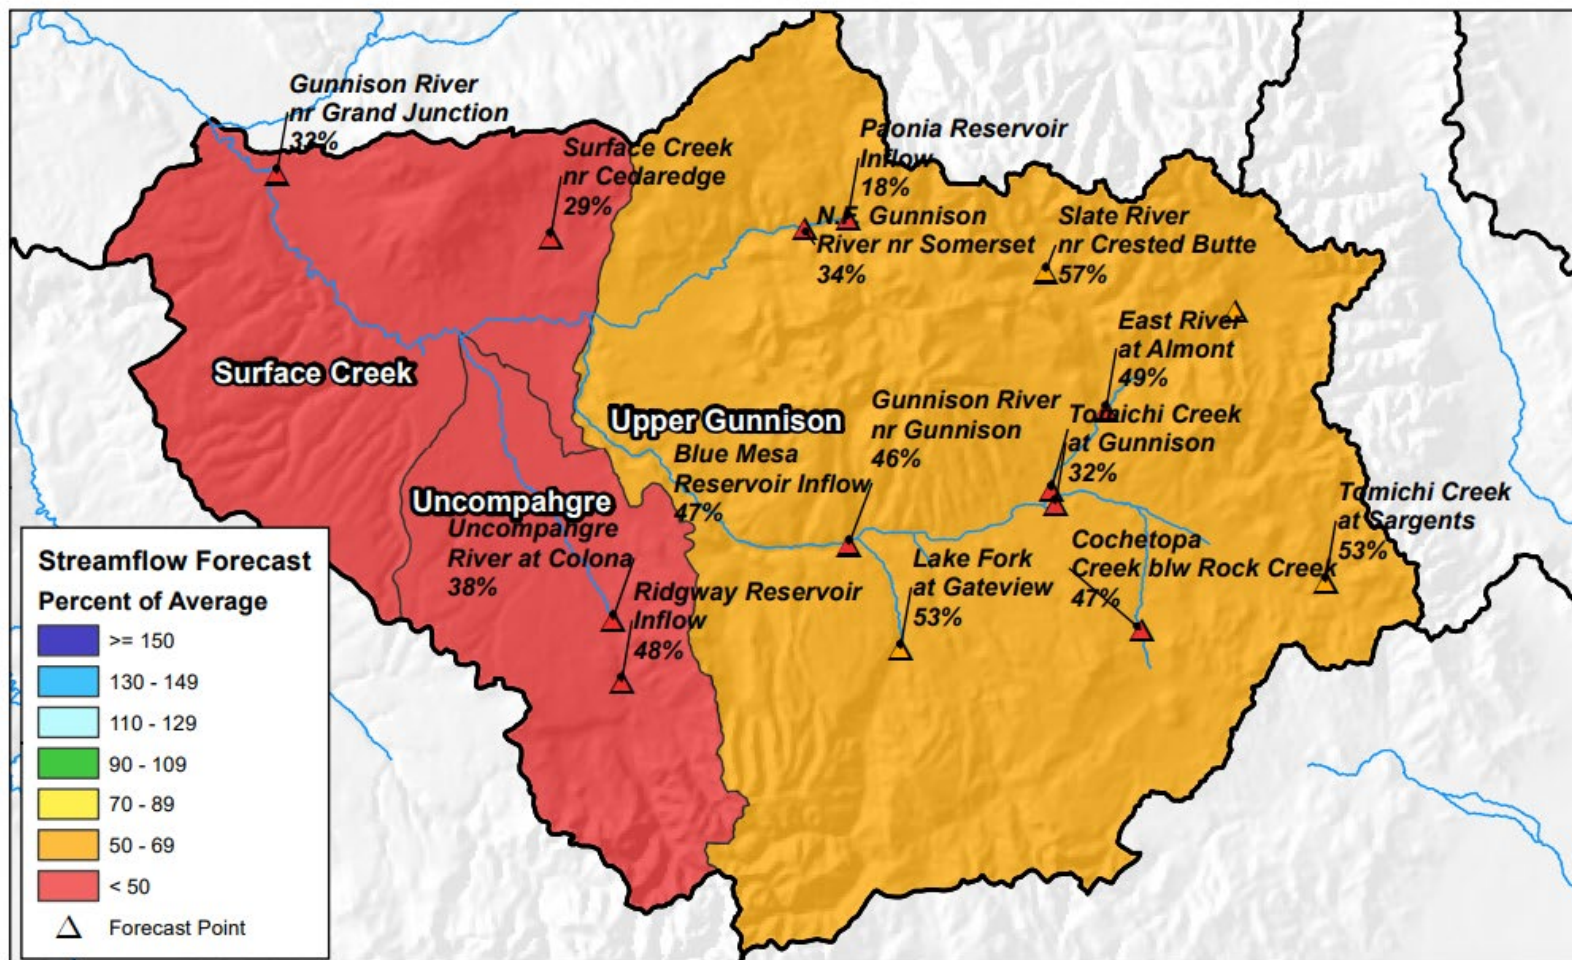 Gunnison River
nr Grand Junction
33%
Surface Creek
nr Cedaredge
29%
Paonia Reservoir
Inflow
18%
N.F. Gunnison
River nr Somerset
34%
Slate River
nr Crested Butte
57%
East River
at Almont
49%
Surface Creek
Upper Gunnison
Gunnison River
nr Gunnison
46%
Tomichi Creek
at Gunnison
32%
Blue Mesa
Reservoir Inflow
47%
Tomichi Creek
at Sargents
53%
Uncompahgre
Uncompahgre
River at Colona
38%
Ridgway Reservoir
Inflow
48%
Lake Fork
at Gateview
53%
Cochetopa
Creek blw Rock Creek
47%
Streamflow Forecast
Percent of Average
>= 150
130 - 149
110 - 129
90 - 109
70 - 89
50 - 69
< 50
Forecast Point